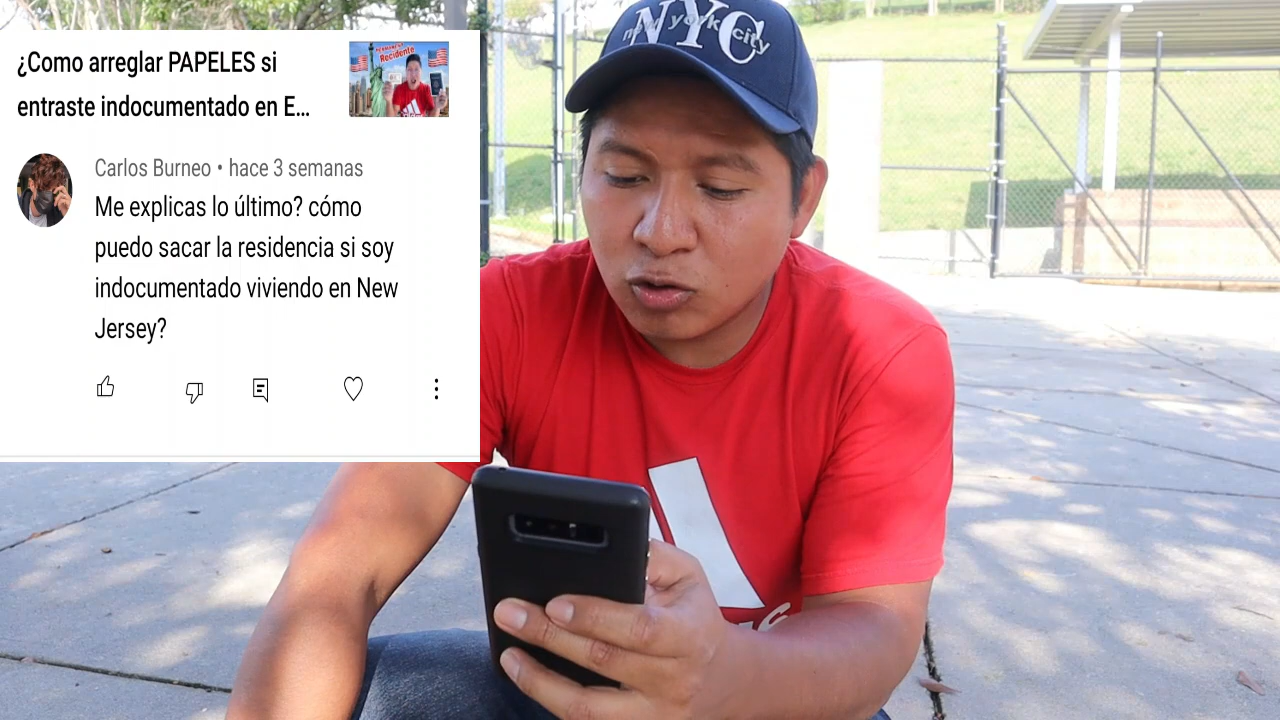 ¿Como arreglar PAPELES si
entraste indocumentado en E...
Residente
Carlos Burneo • hace 3 semanas
Me explicas lo último? cómo
puedo sacar la residencia si soy
indocumentado viviendo en New
Jersey?
NYC
new york city